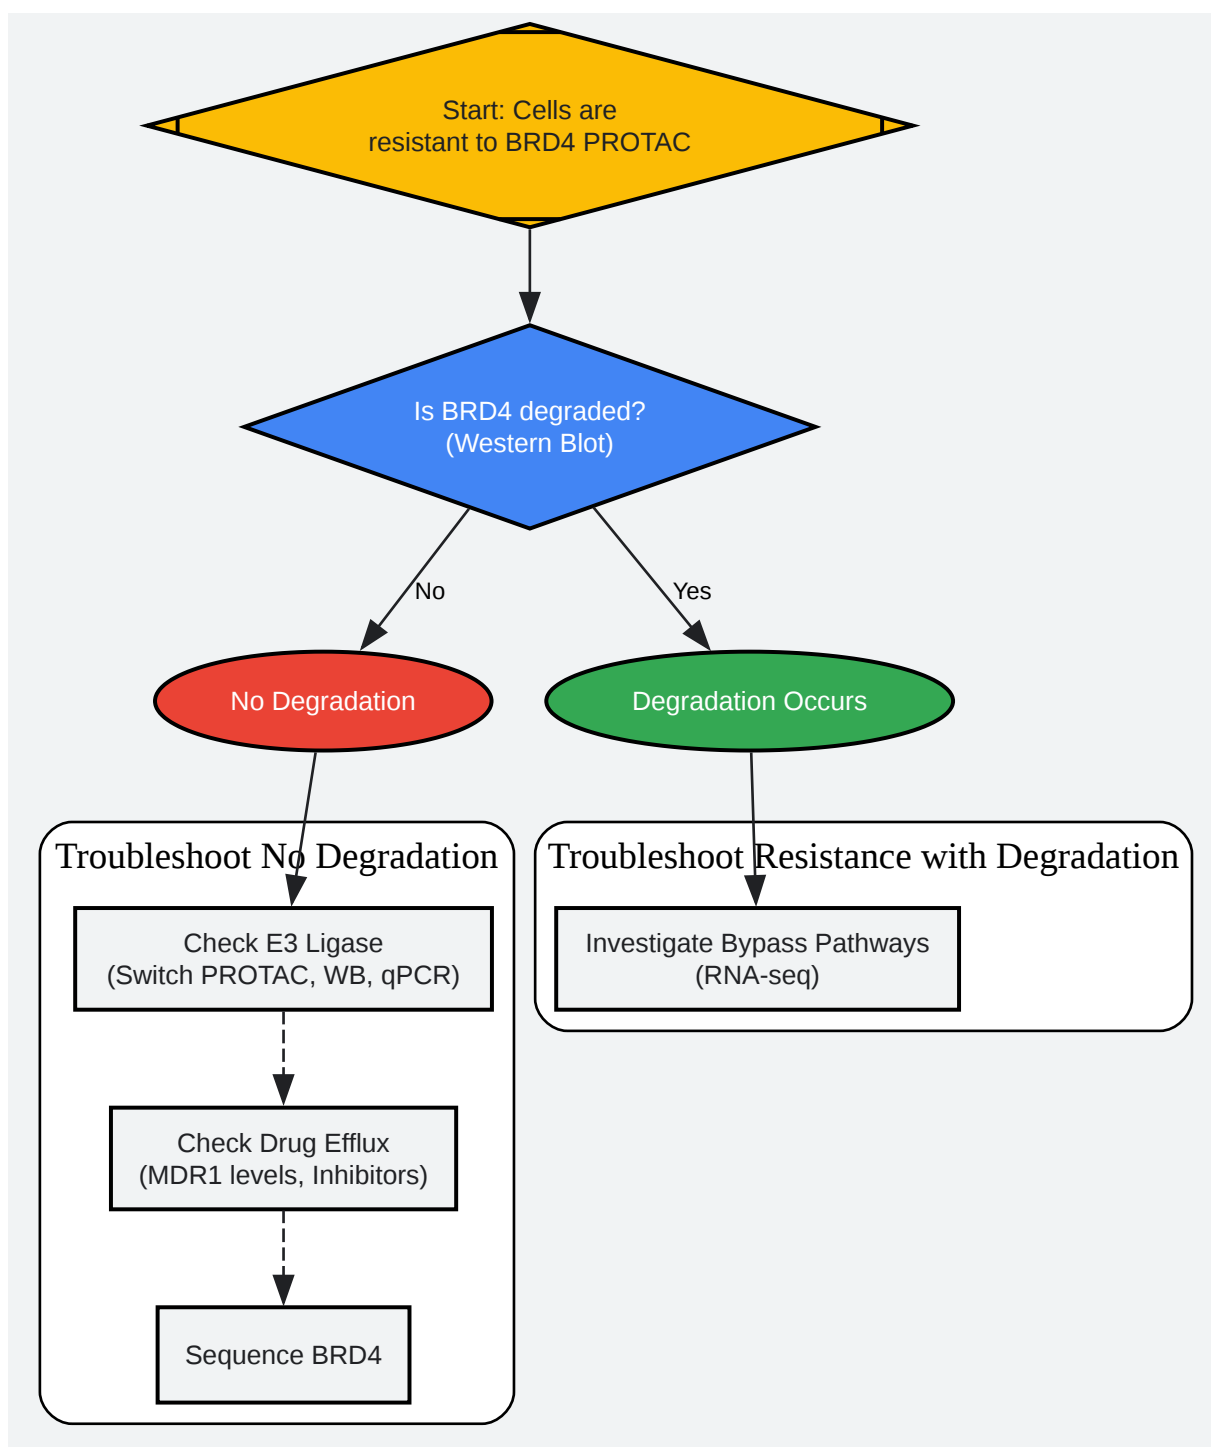 Start: Cells are
resistant to BRD4 PROTAC
Is BRD4 degraded?
(Western Blot)
No
Yes
No Degradation
Degradation Occurs
Troubleshoot No Degradation
Troubleshoot Resistance with Degradation
Check E3 Ligase
(Switch PROTAC, WB, qPCR)
Investigate Bypass Pathways
(RNA-seq)
Check Drug Efflux
(MDR1 levels, Inhibitors)
Sequence BRD4